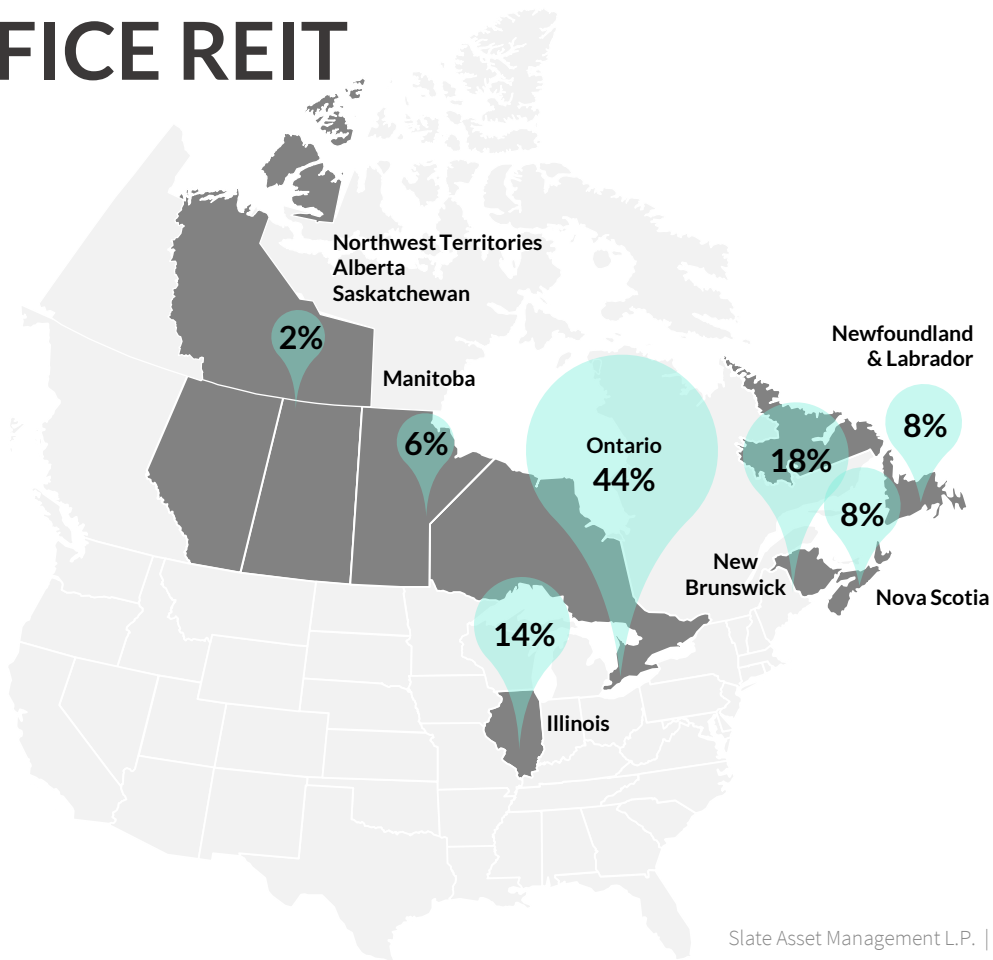 FICE REIT
Northwest Territories
Alberta
Saskatchewan
2%
Manitoba
6%
Ontario
44%
Newfoundland
& Labrador
8%
18%
8%
New
Brunswick
Nova Scotia
14%
Illinois
Slate Asset Management L.P. |